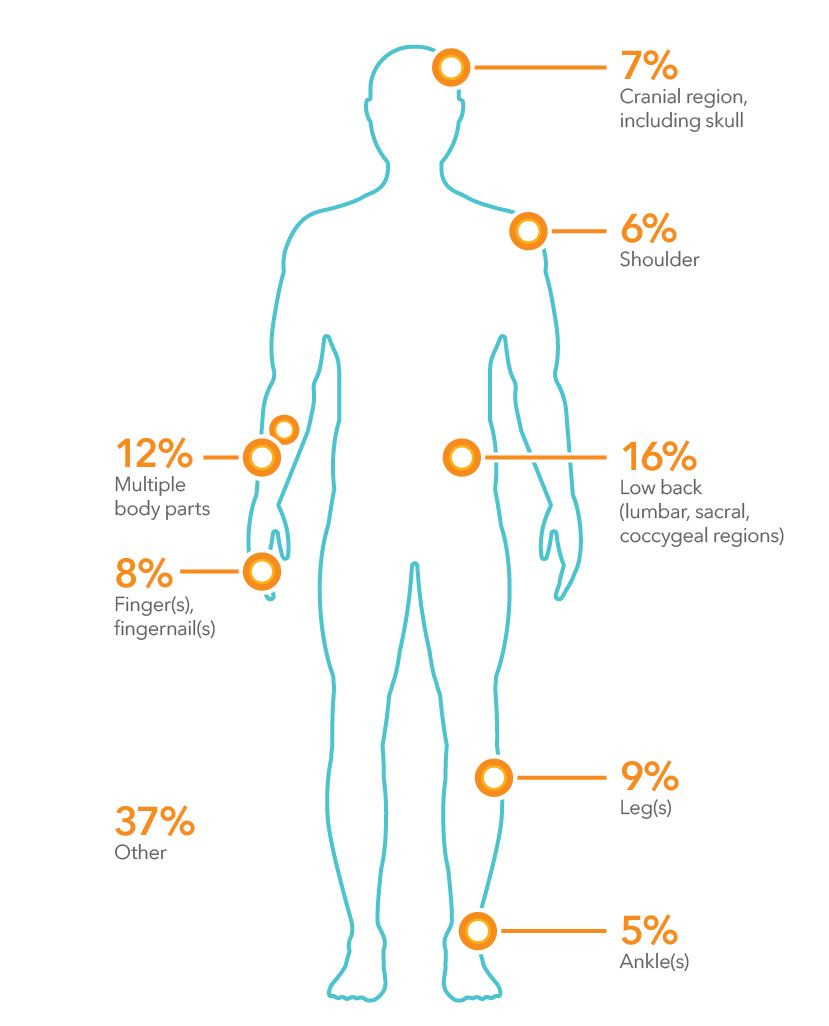 7%
Cranial region,
including skull
6%
Shoulder
12%
Multiple
body parts
16%
Low back
(lumbar, sacral,
coccygeal regions)
8%
Finger(s),
fingernail(s)
9%
Leg(s)
37%
Other
5%
Ankle(s)